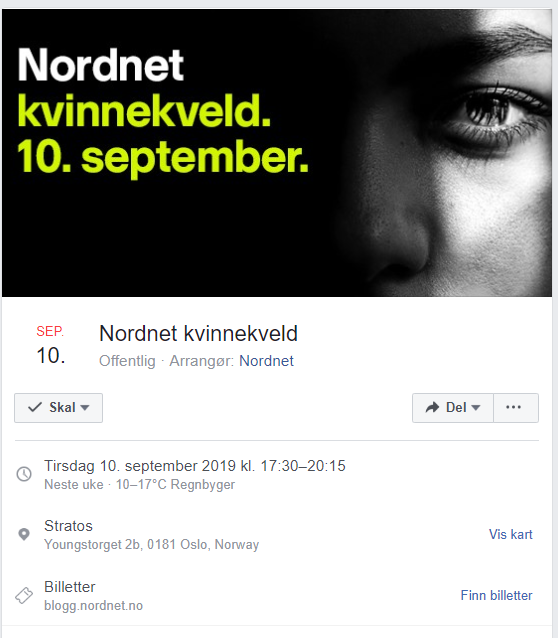 Nordnet
kvinnekveld.
10. september.
SEP.
10.
Nordnet kvinnekveld
Offentlig · Arrangør: Nordnet
Skal
Del
Tirsdag 10. september 2019 kl. 17:30–20:15
Neste uke · 10–17°C Regnbyger
Stratos
Youngstorget 2b, 0181 Oslo, Norway
Vis kart
Billetter
blogg.nordnet.no
Finn billetter